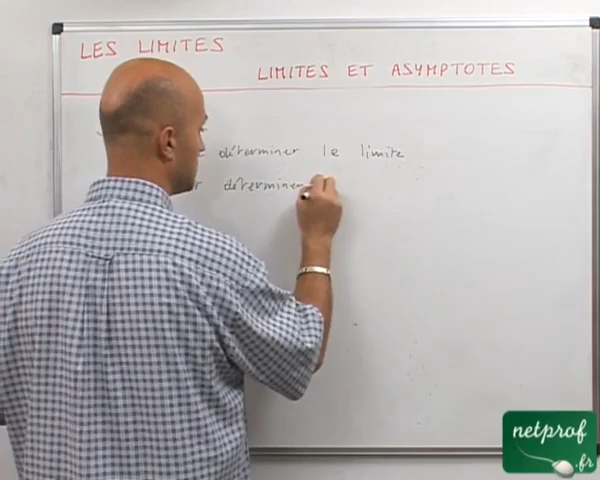 LES LIMITES
LIMITES ET ASYMPTOTES
déterminer le limite
déterminer
netprof
.fr